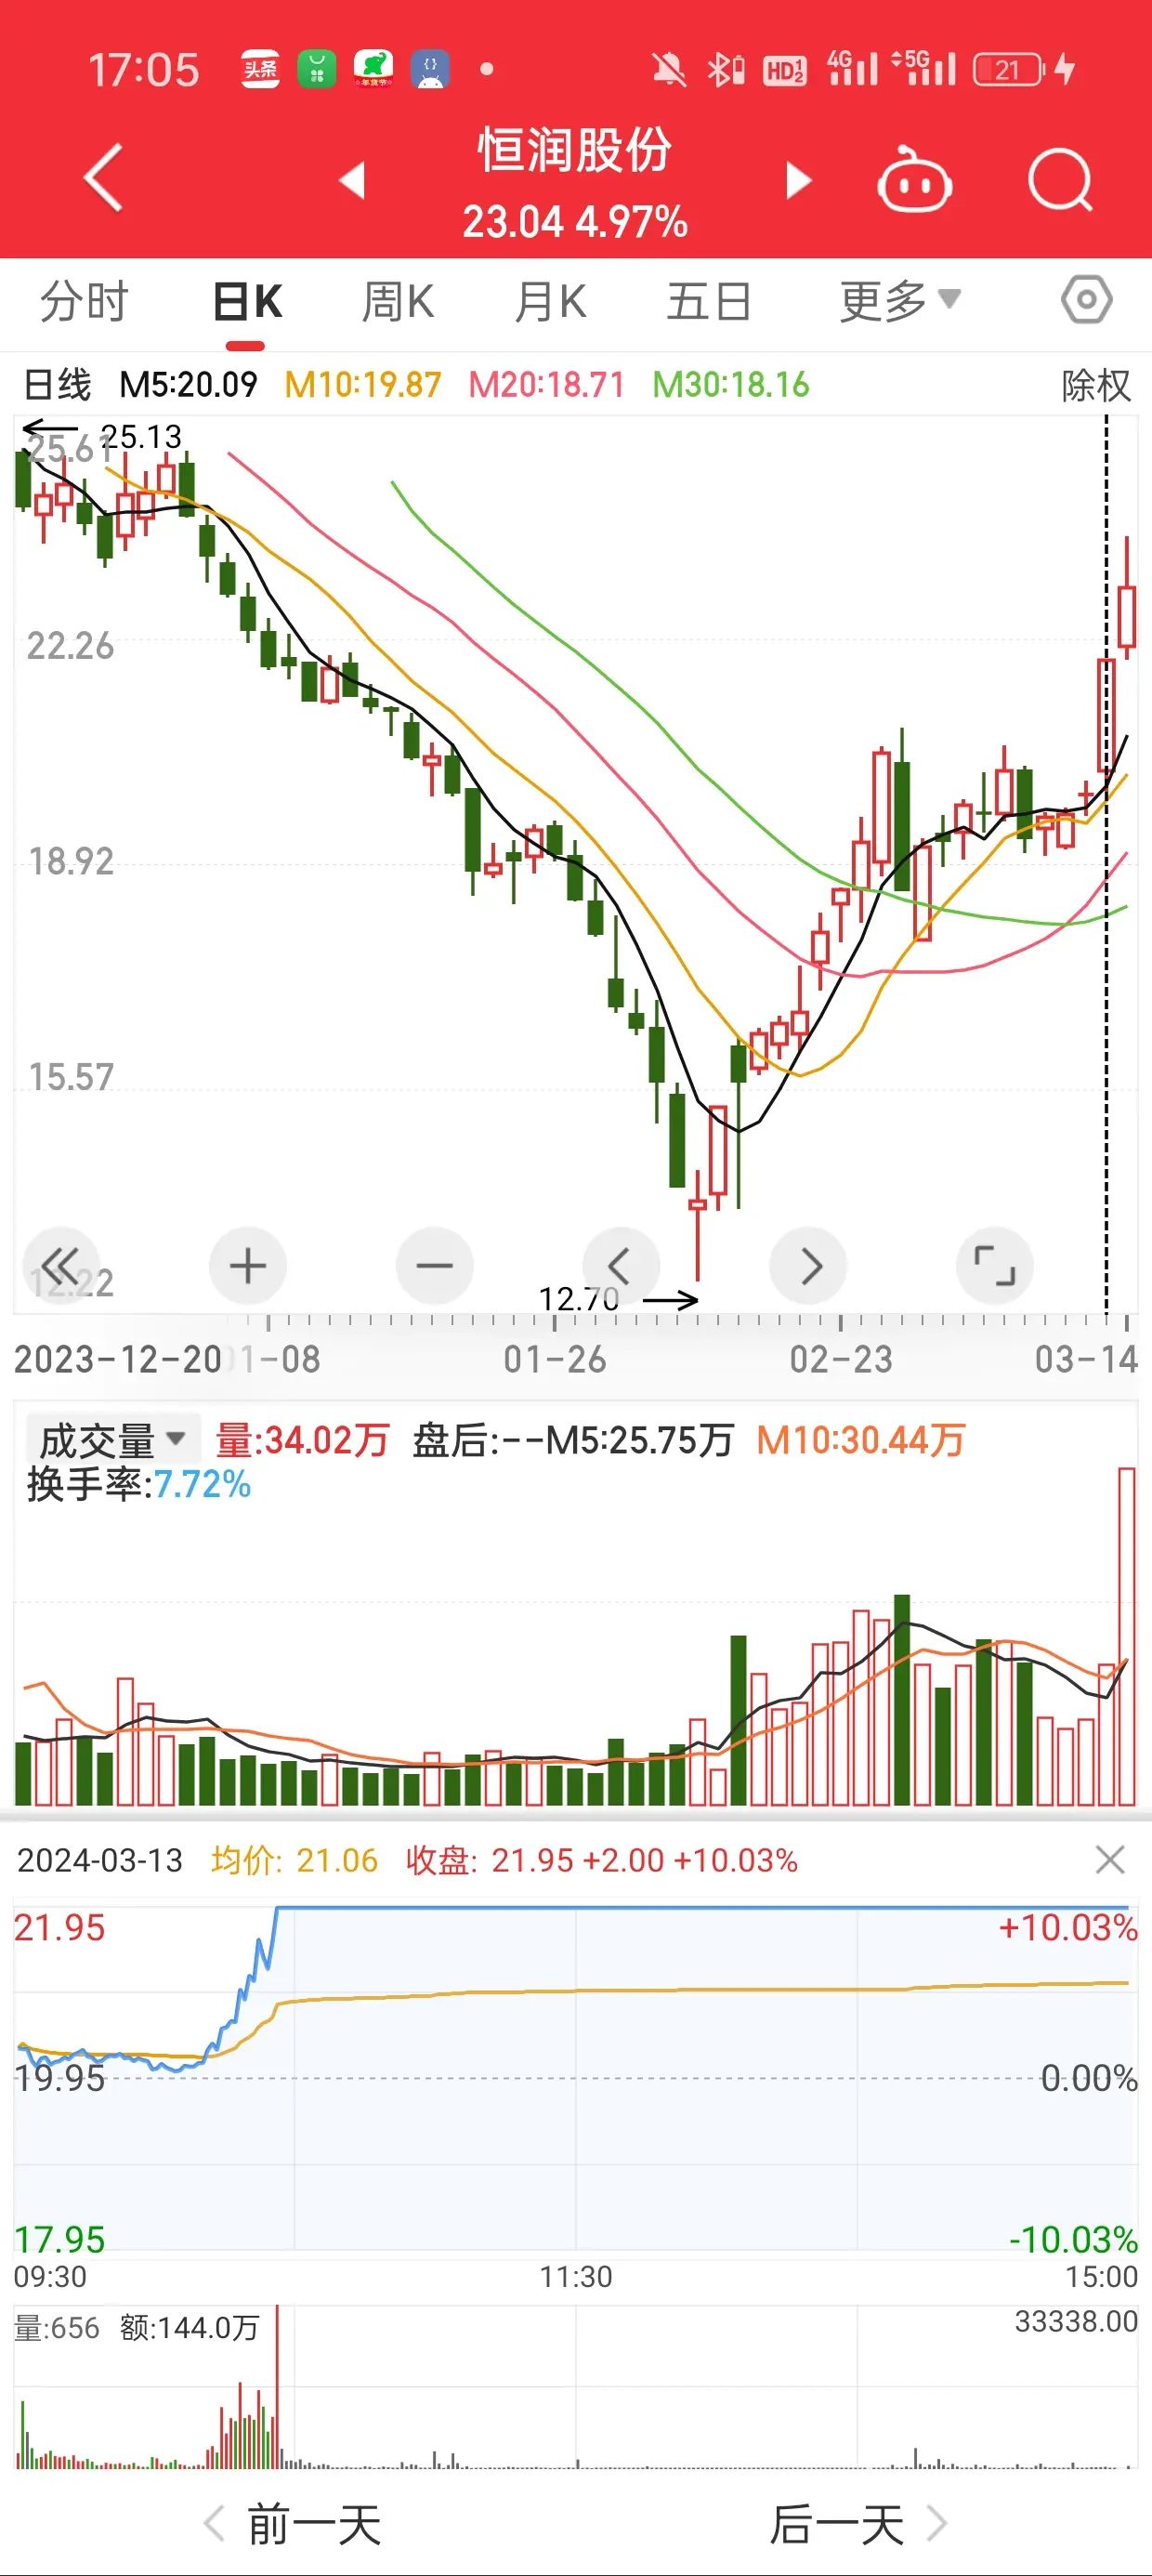 17:05 头条 年货节 {} HD1 2 4G 5G 21
恒润股份
23.04 4.97%
分时 日K 周K 月K 五日 更多
日线 M5:20.09 M10:19.87 M20:18.71 M30:18.16 除权
25.13
25.61
22.26
18.92
15.57
12.22
12.70
2023-12-20 1-08 01-26 02-23 03-14
成交量 量:34.02万 盘后:--M5:25.75万 M10:30.44万
换手率:7.72%
2024-03-13 均价: 21.06 收盘: 21.95 +2.00 +10.03%
21.95 +10.03%
19.95 0.00%
17.95 -10.03%
09:30 11:30 15:00
量:656 额:144.0万 33338.00
前一天 后一天